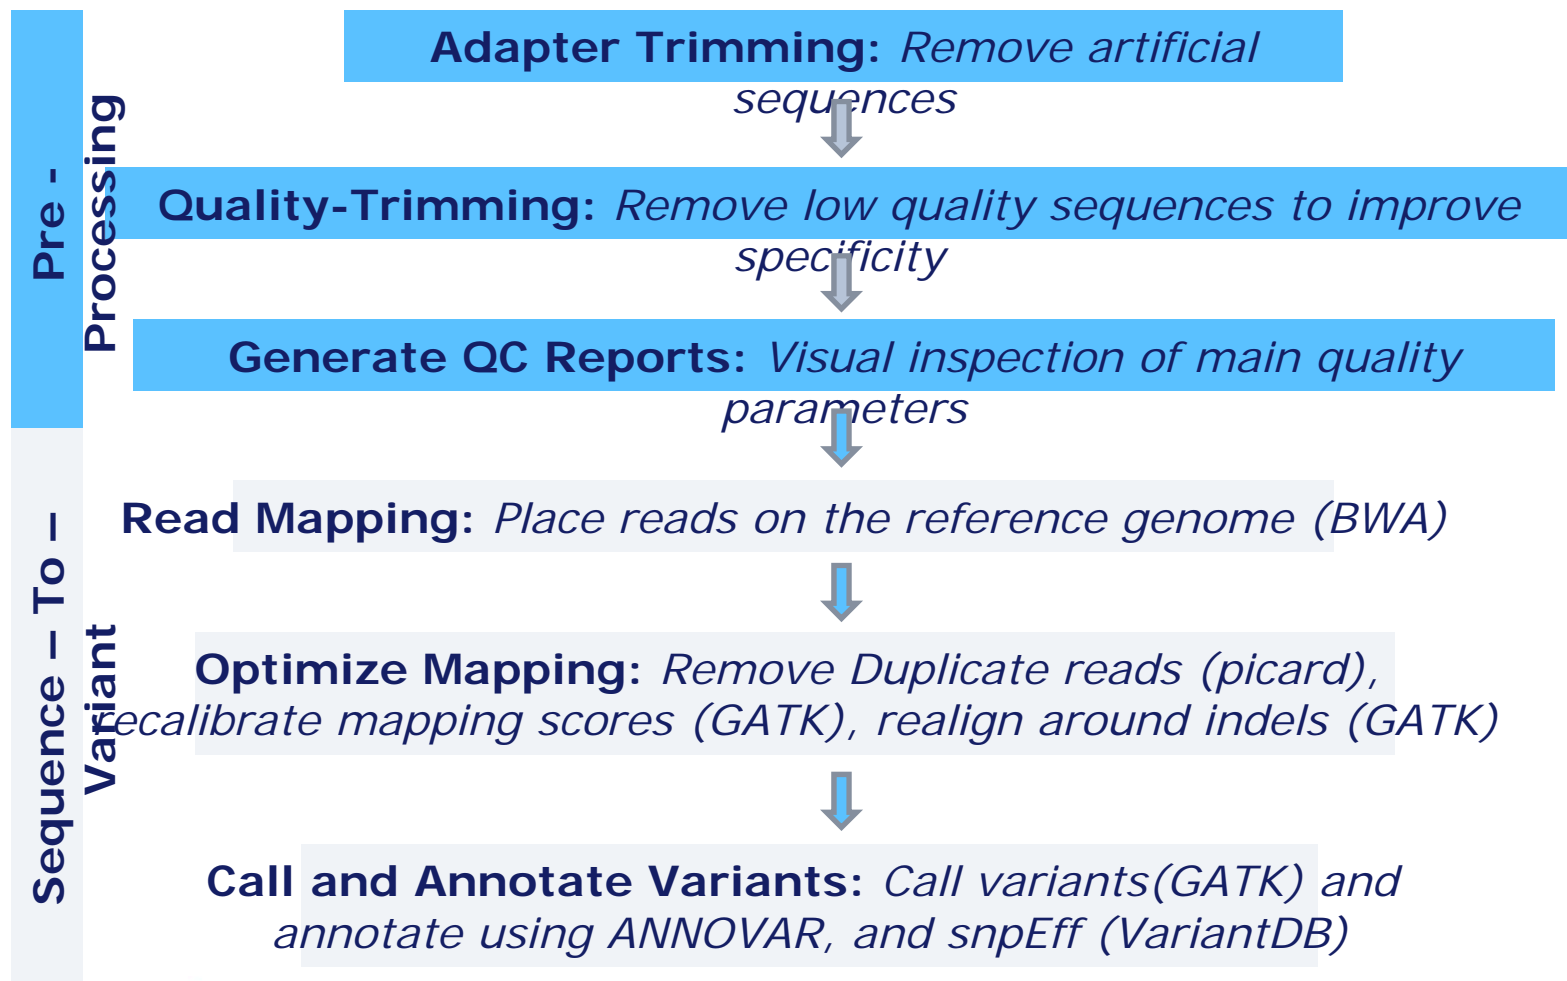 Pre -
Processing
Adapter Trimming: Remove artificial
sequences
Quality-Trimming: Remove low quality sequences to improve
specificity
Generate QC Reports: Visual inspection of main quality
parameters
Sequence – To –
Variant
Read Mapping: Place reads on the reference genome (BWA)
Optimize Mapping: Remove Duplicate reads (picard),
recalibrate mapping scores (GATK), realign around indels (GATK)
Call and Annotate Variants: Call variants(GATK) and
annotate using ANNOVAR, and snpEff (VariantDB)